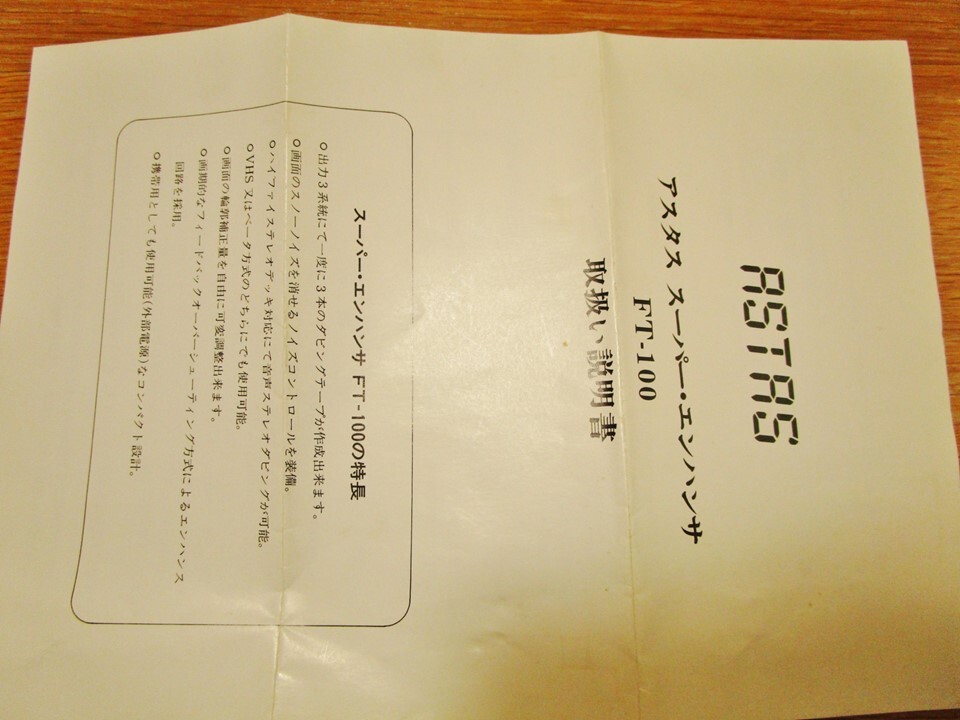 ASTAS
アスタス スーパー・エンハンサ
FT-100
取扱い説明書
スーパー・エンハンサ FT-100の特長
○出力3系統にて一度に3本のダビングテープが作成出来ます。
○画面のスノーノイズを消せるノイズコントロールを装備。
○ハイファイステレオデッキ対応にて音声ステレオダビングが可能。
○VHS又はベータ方式のどちらにでも使用可能。
○画面の輪郭補正量を自由に可変調整出来ます。
○画期的なフィードバックオーバーシューティング方式によるエンハンス
回路を採用。
○携帯用としても使用可能(外部電源)なコンパクト設計。